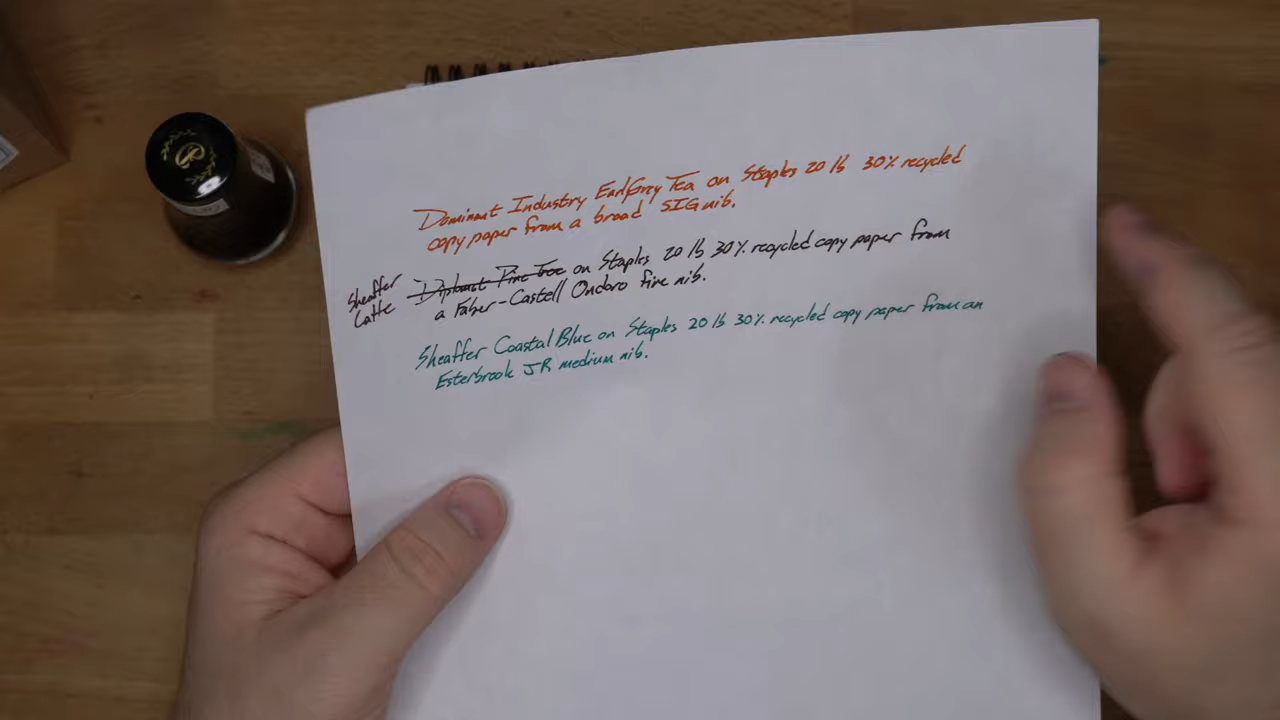 Dominant Industry Earl Grey Tea on Staples 20 lb 30% recycled
copy paper from a broad SIG nib.
Sheaffer
Latte
Diplomat Pine Tree on Staples 20 lb 30% recycled copy paper from
a Faber-Castell Ondoro fine nib.
Sheaffer Coastal Blue on Staples 20 lb 30% recycled copy paper from an
Esterbrook JR medium nib.